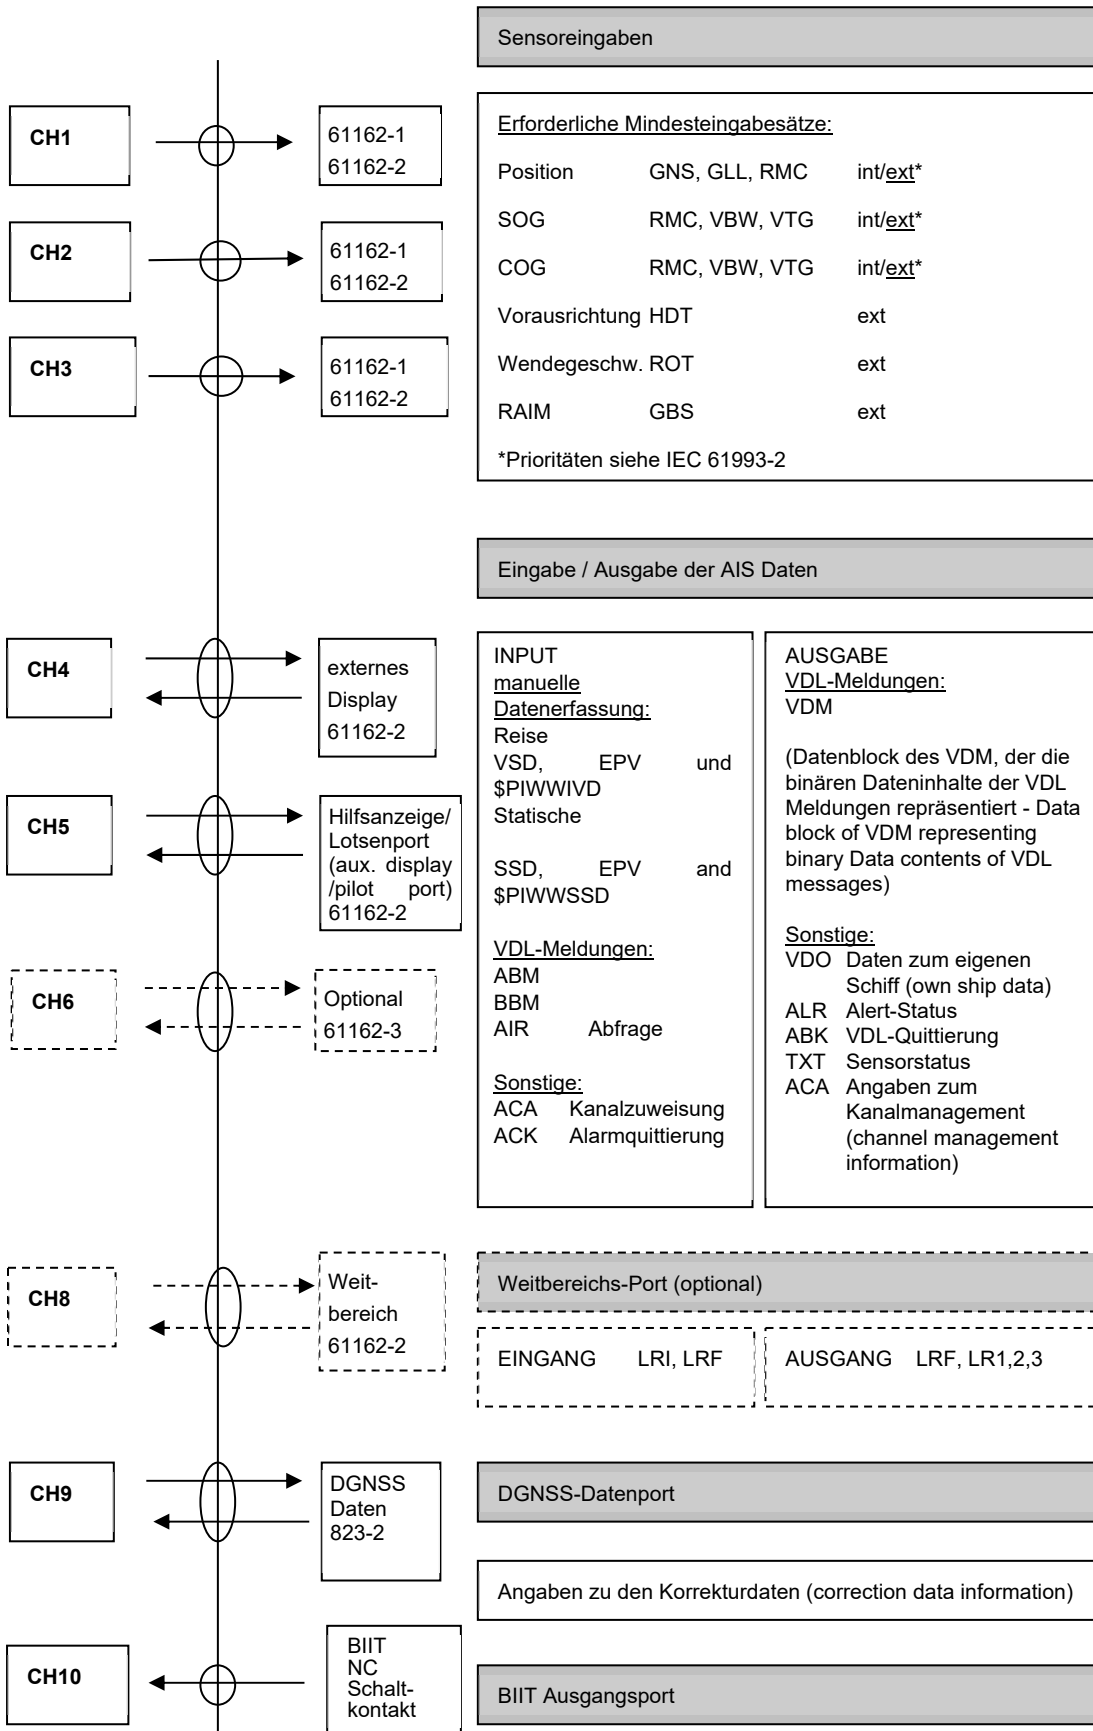 Sensoreingaben
CH1
61162-1
61162-2
CH2
61162-1
61162-2
CH3
61162-1
61162-2
Erforderliche Mindesteingabesätze:
Position GNS, GLL, RMC int/ext*
SOG RMC, VBW, VTG int/ext*
COG RMC, VBW, VTG int/ext*
Vorausrichtung HDT ext
Wendegeschw. ROT ext
RAIM GBS ext
*Prioritäten siehe IEC 61993-2
Eingabe / Ausgabe der AIS Daten
CH4
externes
Display
61162-2
CH5
Hilfsanzeige/
Lotsenport
(aux. display
/pilot port)
61162-2
CH6
Optional
61162-3
INPUT
manuelle
Datenerfassung:
Reise
VSD, EPV und
$PIWWIVD
Statische
SSD, EPV and
$PIWWSSD
VDL-Meldungen:
ABM
BBM
AIR Abfrage
Sonstige:
ACA Kanalzuweisung
ACK Alarmquittierung
AUSGABE
VDL-Meldungen:
VDM
(Datenblock des VDM, der die
binären Dateninhalte der VDL
Meldungen repräsentiert - Data
block of VDM representing
binary Data contents of VDL
messages)
Sonstige:
VDO Daten zum eigenen
Schiff (own ship data)
ALR Alert-Status
ABK VDL-Quittierung
TXT Sensorstatus
ACA Angaben zum
Kanalmanagement
(channel management
information)
CH8
Weit-
bereich
61162-2
Weitbereichs-Port (optional)
EINGANG LRI, LRF
AUSGANG LRF, LR1,2,3
CH9
DGNSS
Daten
823-2
DGNSS-Datenport
Angaben zu den Korrekturdaten (correction data information)
CH10
BIIT
NC
Schalt-
kontakt
BIIT Ausgangsport